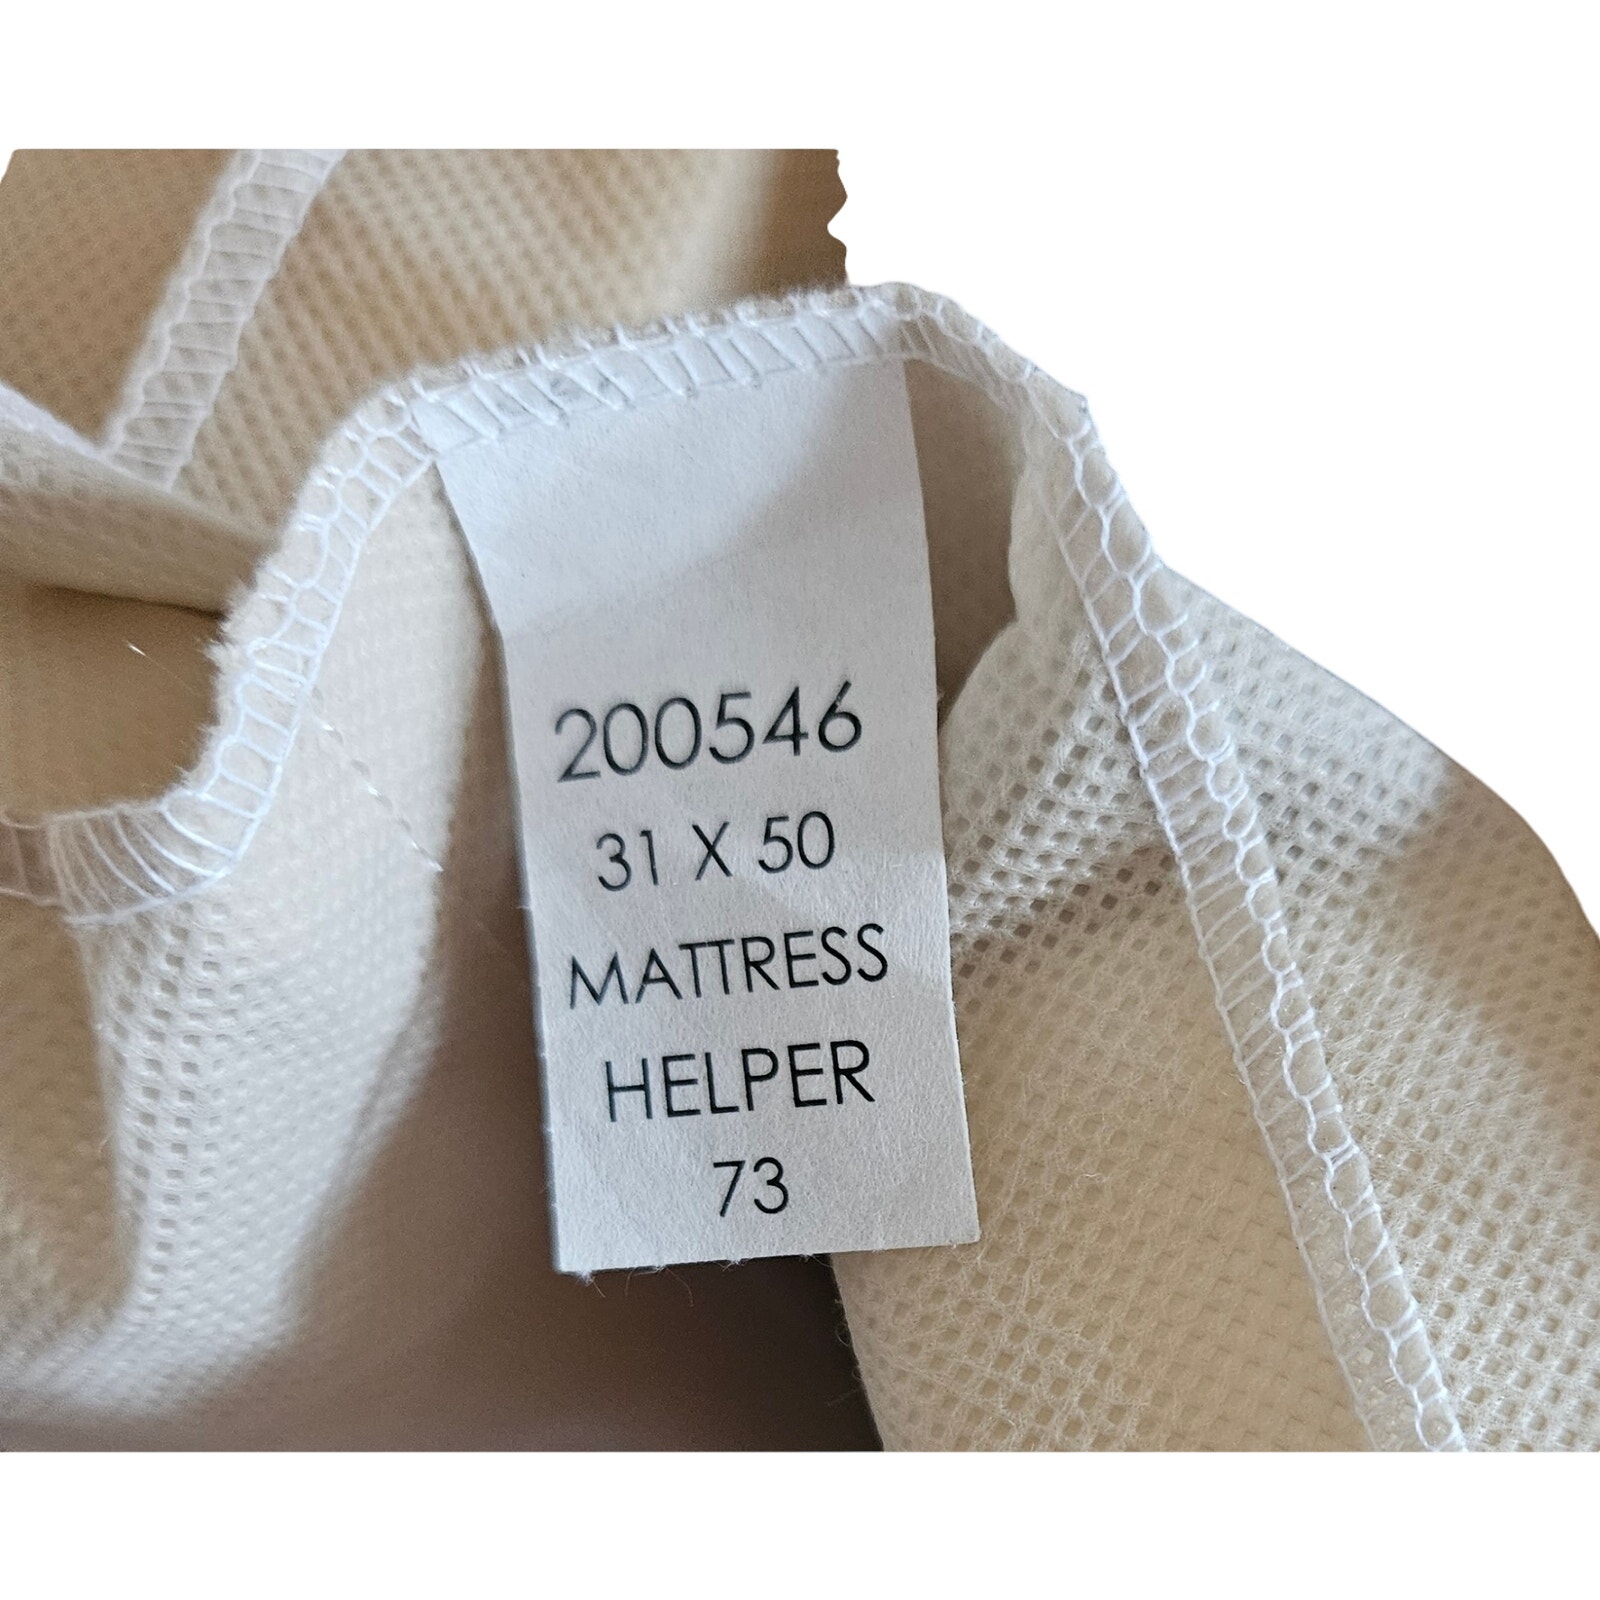 200546
31 X 50
MATTRESS
HELPER
73